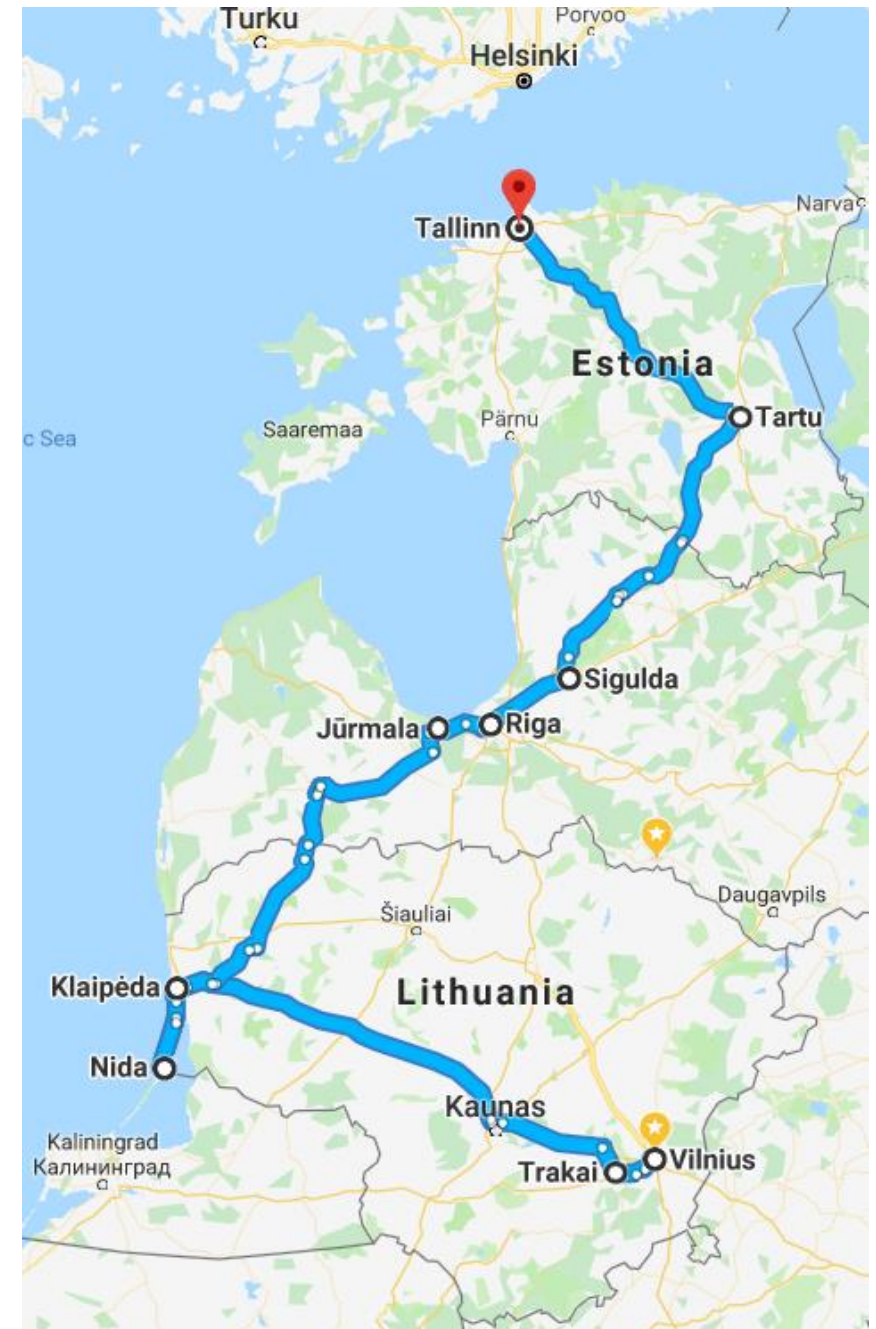 Turku
Porvoo
Helsinki
Narva
Tallinn
Estonia
Tartu
Pärnu
Saaremaa
c Sea
Sigulda
Jūrmala
Riga
Daugavpils
Šiauliai
Klaipėda
Lithuania
Nida
Kaunas
Kaliningrad
Калининград
Trakai
Vilnius